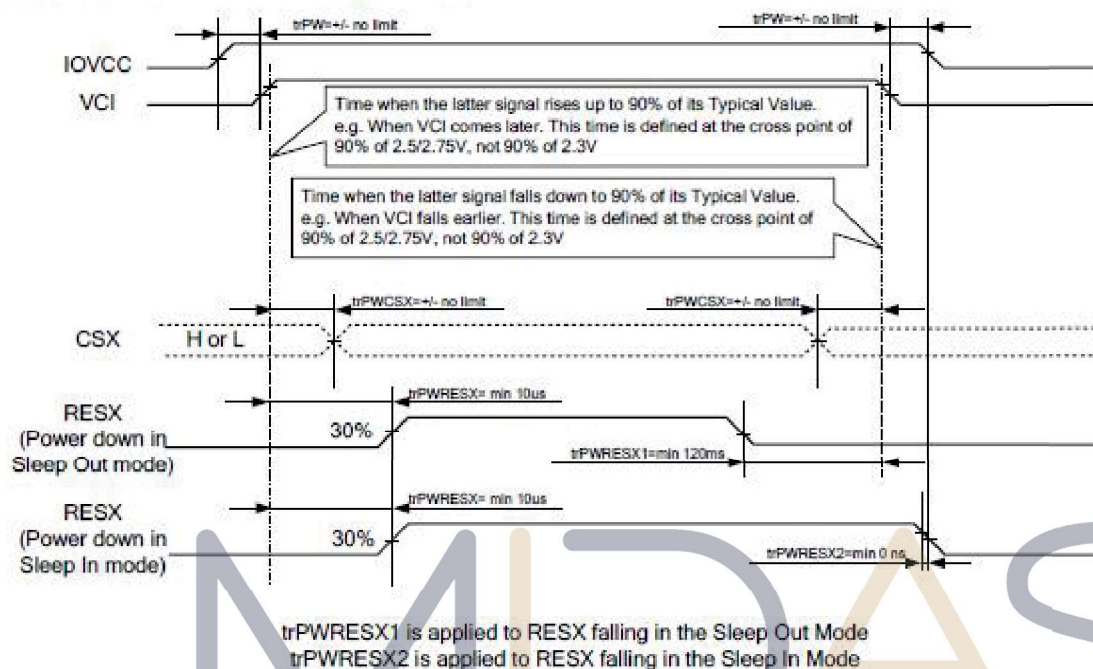 trPW=+/- no limit
trPW=+/- no limit
IOVCC
VCI
Time when the latter signal rises up to 90% of its Typical Value.
e.g. When VCI comes later. This time is defined at the cross point of
90% of 2.5/2.75V, not 90% of 2.3V
Time when the latter signal falls down to 90% of its Typical Value.
e.g. When VCI falls earlier. This time is defined at the cross point of
90% of 2.5/2.75V, not 90% of 2.3V
trPWCSX=+/- no limit
trPWCSX=+/- no limit
CSX
H or L
trPWRESX= min 10us
RESX
(Power down in
Sleep Out mode)
30%
trPWRESX1=min 120ms
trPWRESX= min 10us
RESX
(Power down in
Sleep In mode)
30%
trPWRESX2=min 0 ns
MIDAS
trPWRESX1 is applied to RESX falling in the Sleep Out Mode
trPWRESX2 is applied to RESX falling in the Sleep In Mode